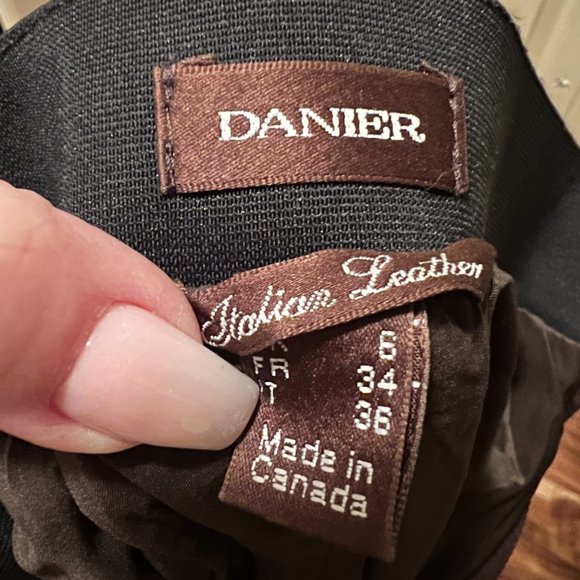 DANIER
Italian Leather
6
FR 34
36
Made in
Canada